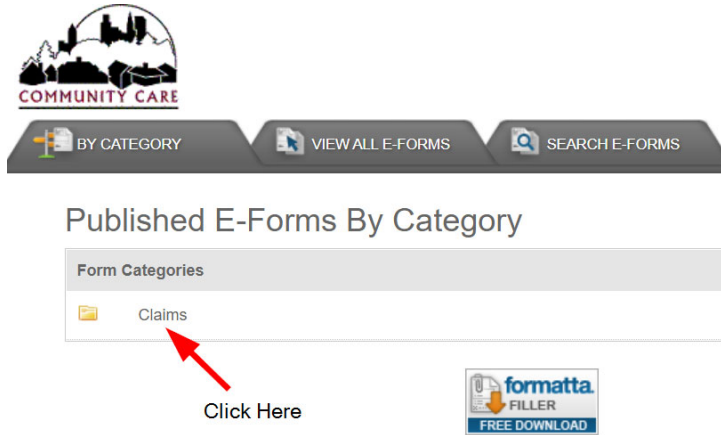 COMMUNITY CARE
BY CATEGORY
VIEW ALL E-FORMS
SEARCH E-FORMS
Published E-Forms By Category
Form Categories
Claims
Click Here
formatta.
FILLER
FREE DOWNLOAD